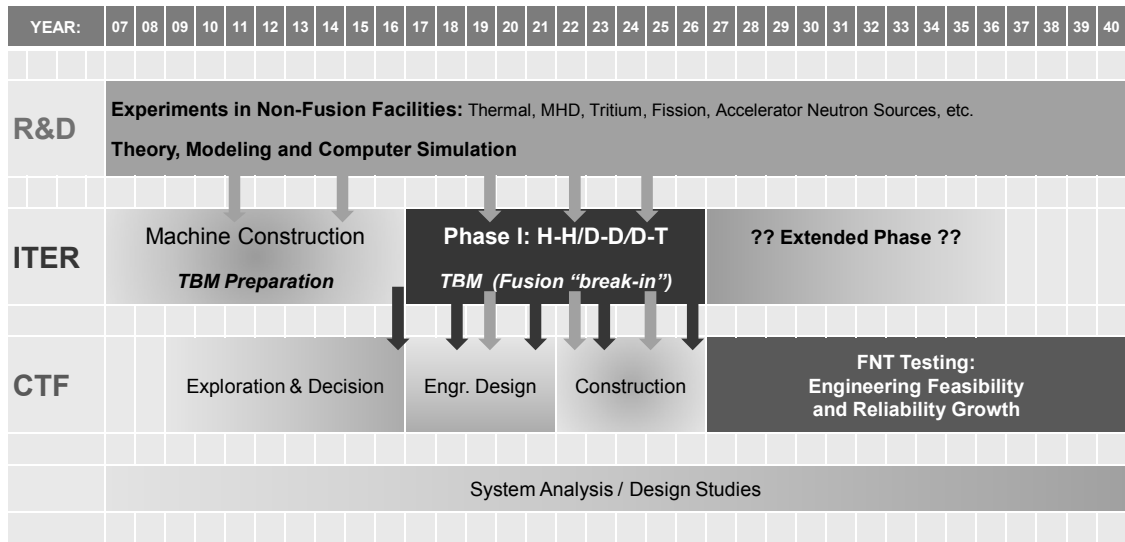 YEAR: 07 08 09 10 11 12 13 14 15 16 17 18 19 20 21 22 23 24 25 26 27 28 29 30 31 32 33 34 35 36 37 38 39 40
R&D
Experiments in Non-Fusion Facilities: Thermal, MHD, Tritium, Fission, Accelerator Neutron Sources, etc.
Theory, Modeling and Computer Simulation
ITER
Machine Construction
TBM Preparation
Phase I: H-H/D-D/D-T
TBM (Fusion “break-in”)
?? Extended Phase ??
CTF
Exploration & Decision
Engr. Design
Construction
FNT Testing:
Engineering Feasibility
and Reliability Growth
System Analysis / Design Studies